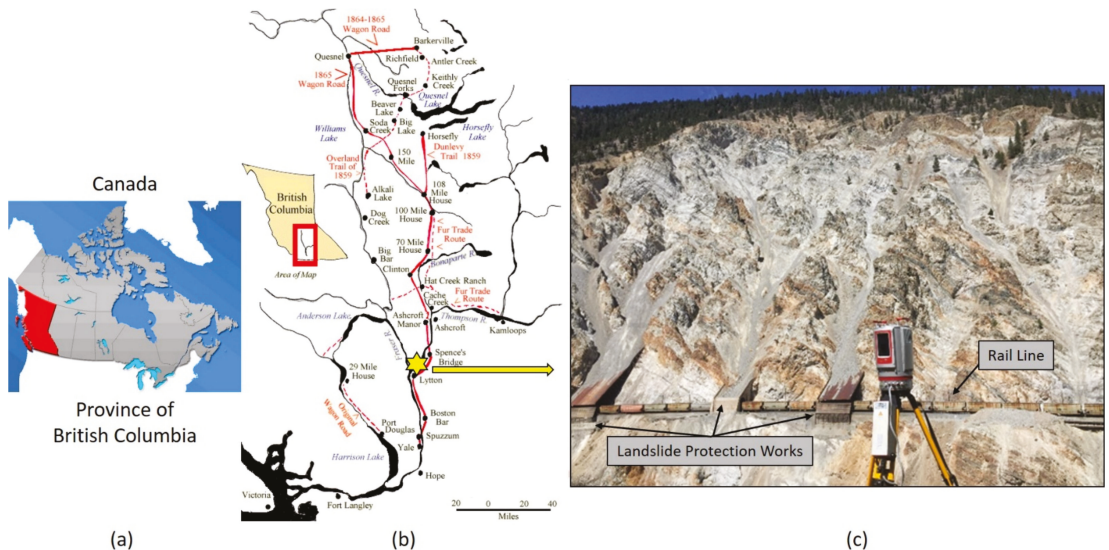 Canada
Province of
British Columbia
(a)
1864-1865
Wagon Road
Barkerville
Quesnel
Richfield
Antler Creek
1865
Wagon Road
Quesnel R.
Keithly
Creek
Quesnel
Forks
Quesnel
Lake
Beaver
Lake
Big
Lake
Soda
Creek
Williams
Lake
Horsefly
Horsefly
Lake
Dunlevy
Trail 1859
150
Mile
Overland
Trail of
1859
Alkali
Lake
108
Mile
House
British
Columbia
Area of Map
Dog
Creek
100 Mile
House
Fur Trade
Route
70 Mile
House
Big
Bar
Bonaparte R.
Clinton
Hat Creek Ranch
Cache
Creek
Fur Trade
Route
Anderson Lake
Ashcroft
Manor
Ashcroft
Thompson R.
Kamloops
Fraser R.
Spence's
Bridge
29 Mile
House
Lytton
Original
Wagon Road
Boston
Bar
Port
Douglas
Spuzzum
Yale
Harrison Lake
Hope
Victoria
Fort Langley
20 0 20 40
Miles
(b)
Rail Line
Landslide Protection Works
(c)